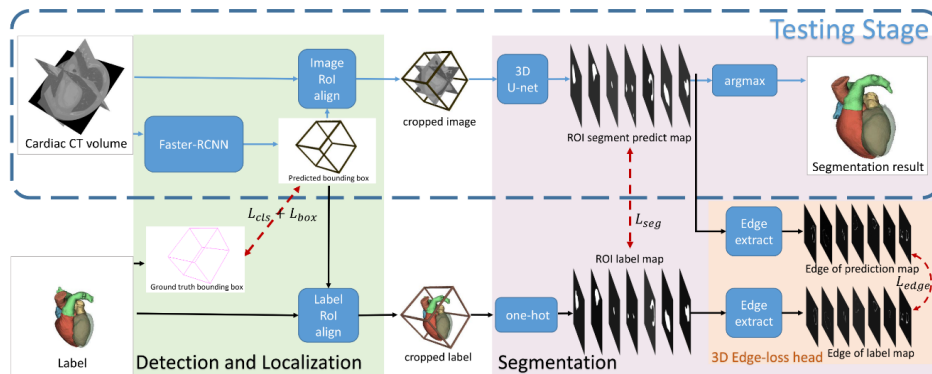 Testing Stage
Image
RoI
align
3D
U-net
argmax
cropped image
ROI segment predict map
Cardiac CT volume
Faster-RCNN
Predicted bounding box
Segmentation result
L_cls + L_box
L_seg
Edge
extract
Edge of prediction map
Ground truth bounding box
ROI label map
L_edge
Label
RoI
align
one-hot
Edge
extract
Label
cropped label
Edge of label map
Detection and Localization
Segmentation
3D Edge-loss head